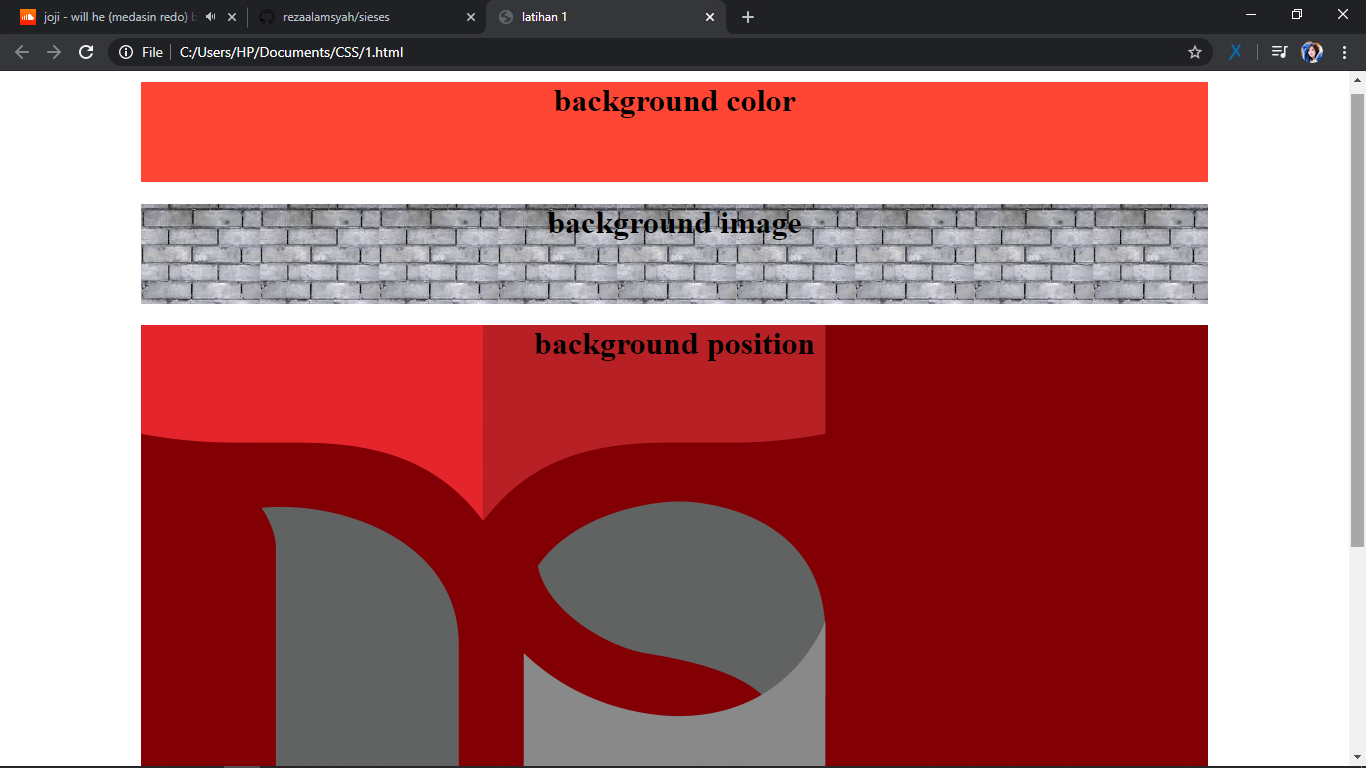 joji - will he (medasin redo) b
rezaalamsyah/sieses
latihan 1
File
C:/Users/HP/Documents/CSS/1.html
background color
background image
background position